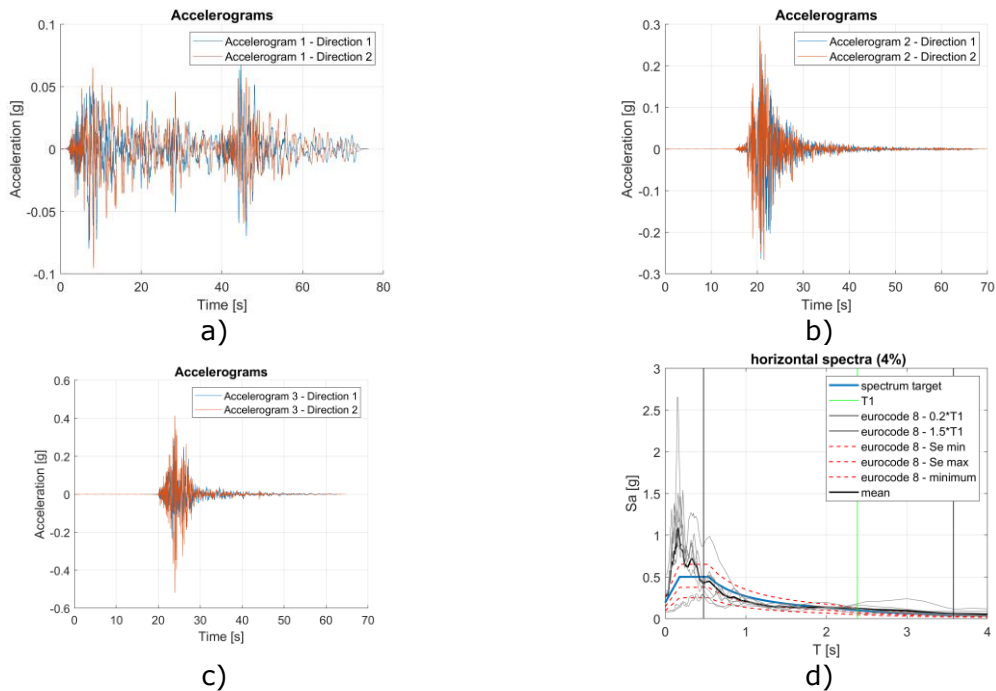 Accelerograms
Accelerogram 1 - Direction 1
Accelerogram 1 - Direction 2
0.1
0.05
0
-0.05
-0.1
Acceleration [g]
0 20 40 60 80
Time [s]
a)
Accelerograms
Accelerogram 2 - Direction 1
Accelerogram 2 - Direction 2
0.3
0.2
0.1
0
-0.1
-0.2
-0.3
Acceleration [g]
0 10 20 30 40 50 60 70
Time [s]
b)
Accelerograms
Accelerogram 3 - Direction 1
Accelerogram 3 - Direction 2
0.6
0.4
0.2
0
-0.2
-0.4
-0.6
Acceleration [g]
0 10 20 30 40 50 60 70
Time [s]
c)
horizontal spectra (4%)
spectrum target
T1
eurocode 8 - 0.2*T1
eurocode 8 - 1.5*T1
eurocode 8 - Se min
eurocode 8 - Se max
eurocode 8 - minimum
mean
3
2.5
2
1.5
1
0.5
0
Sa [g]
0 1 2 3 4
T [s]
d)